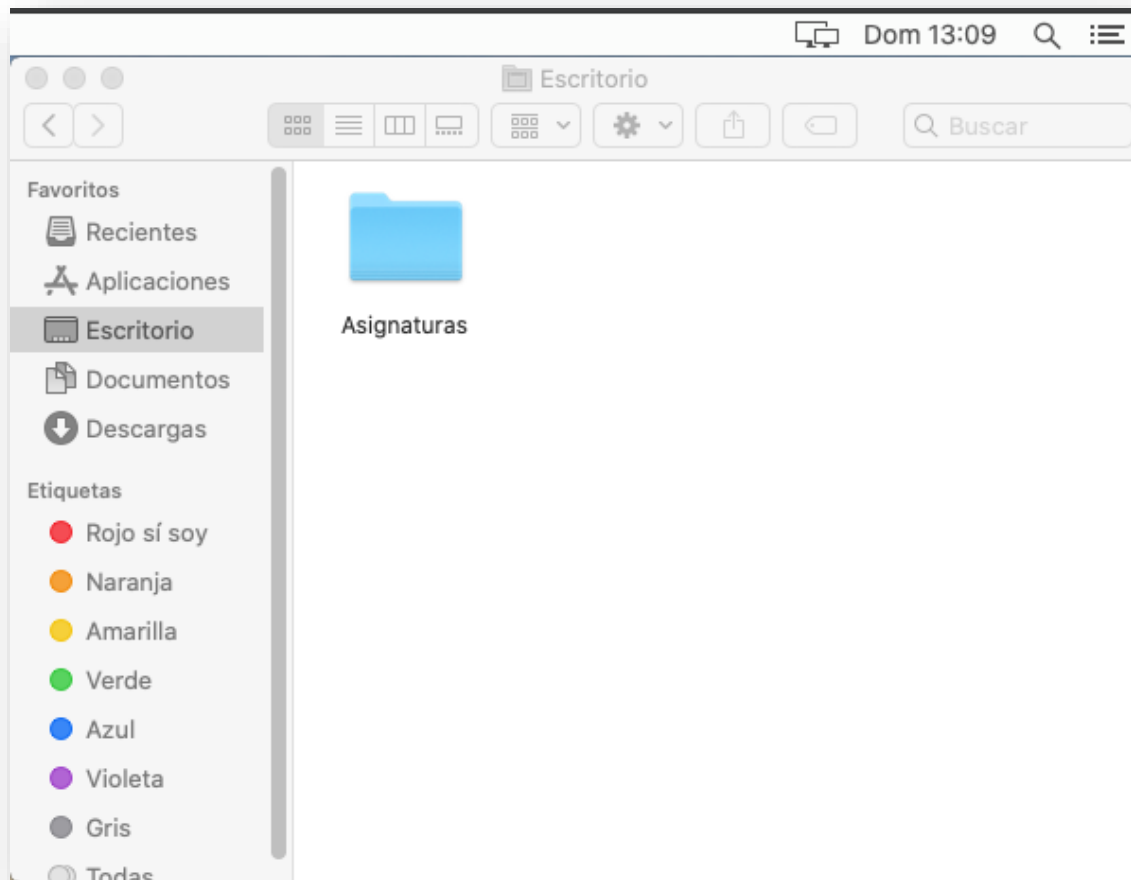 Dom 13:09
Escritorio
Buscar
Favoritos
Recientes
Aplicaciones
Escritorio
Documentos
Descargas
Etiquetas
Rojo sí soy
Naranja
Amarilla
Verde
Azul
Violeta
Gris
Todas
Asignaturas